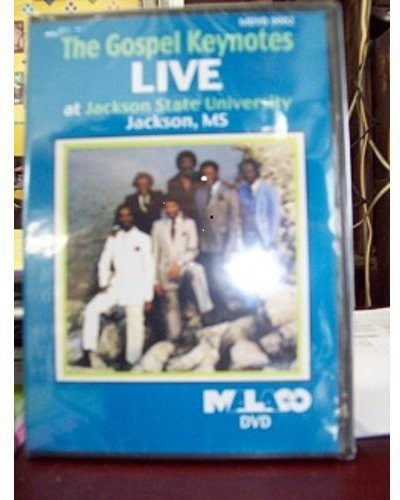 The Gospel Keynotes
LIVE
at Jackson State University
Jackson, MS
MALACO
DVD